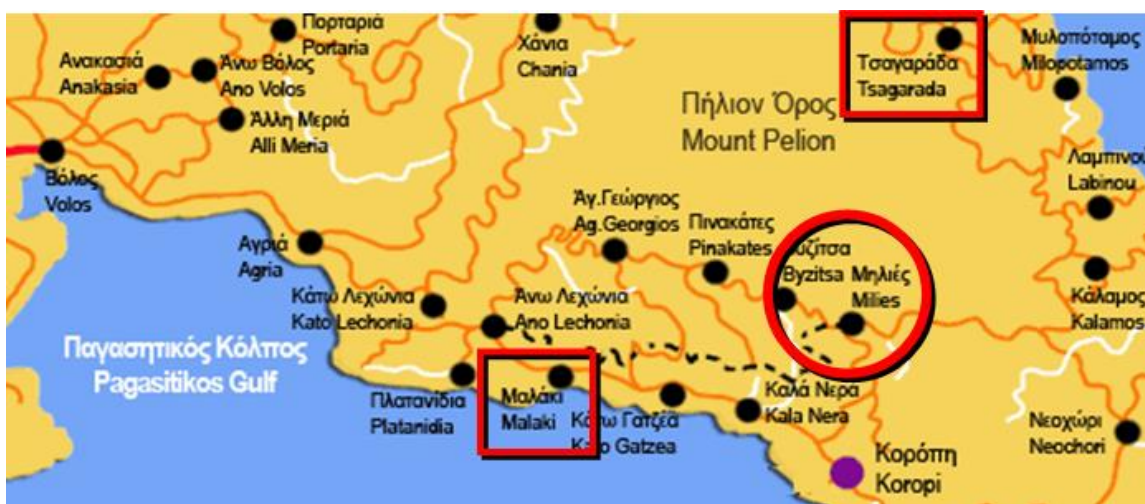 Πορταριά
Portaria
Χάνια
Chania
Τσαγαράδα
Tsagarada
Μυλοπόταμος
Milopotamos
Ανακασιά
Anakasia
Άνω Βόλος
Ano Volos
Άλλη Μεριά
Alli Meria
Πήλιον Όρος
Mount Pelion
Βόλος
Volos
Λαμπινού
Labinou
Άγ.Γεώργιος
Ag.Georgios
Πινακάτες
Pinakates
Byzitsa
Μηλιές
Milies
Αγριά
Agria
Κάτω Λεχώνια
Kato Lechonia
Άνω Λεχώνια
Ano Lechonia
Κάλαμος
Kalamos
Παγασητικός Κόλπος
Pagasitikos Gulf
Πλατανίδια
Platanidia
Μαλάκι
Malaki
Κάτω Γατζέα
Kato Gatzea
Καλά Νερά
Kala Nera
Νεοχώρι
Neochori
Κορόπη
Koropi